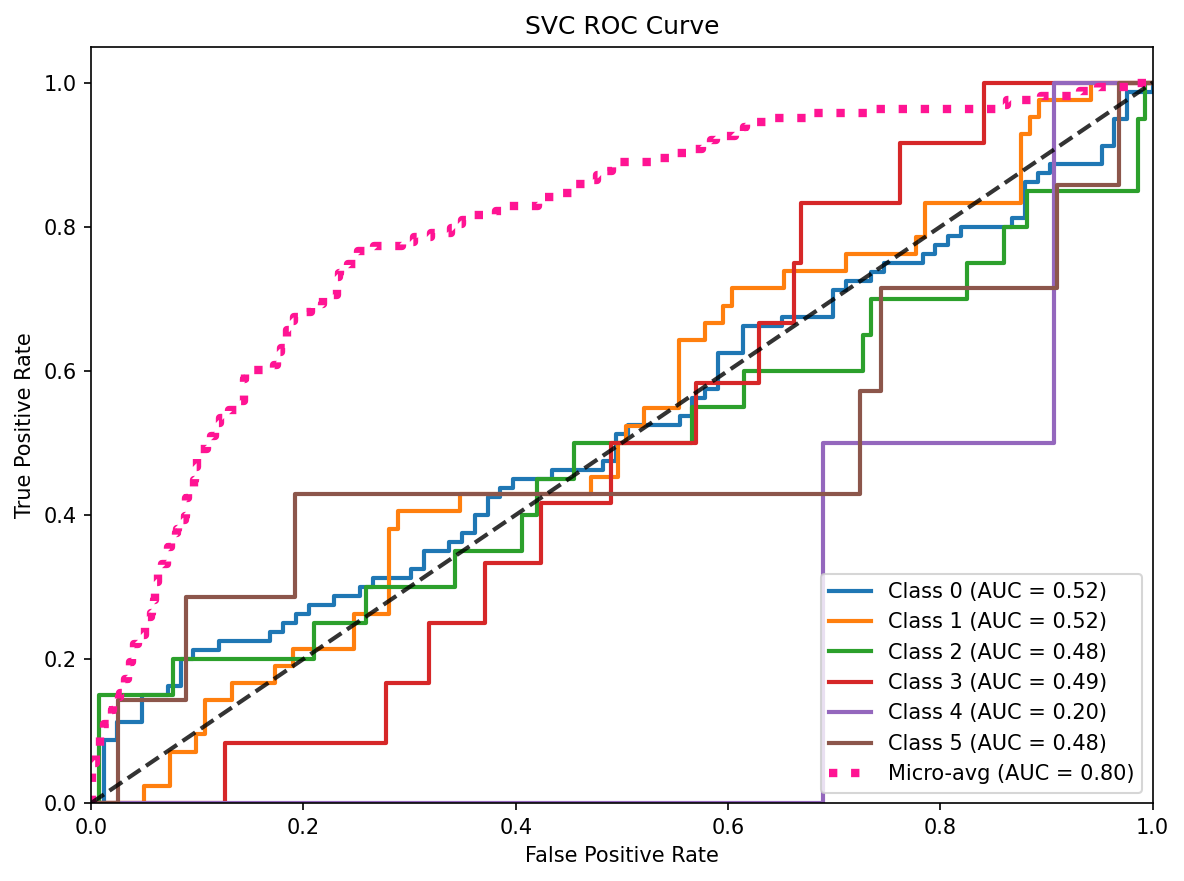 SVC ROC Curve
True Positive Rate
1.0
0.8
0.6
0.4
0.2
0.0
0.0 0.2 0.4 0.6 0.8 1.0
False Positive Rate
Class 0 (AUC = 0.52)
Class 1 (AUC = 0.52)
Class 2 (AUC = 0.48)
Class 3 (AUC = 0.49)
Class 4 (AUC = 0.20)
Class 5 (AUC = 0.48)
Micro-avg (AUC = 0.80)